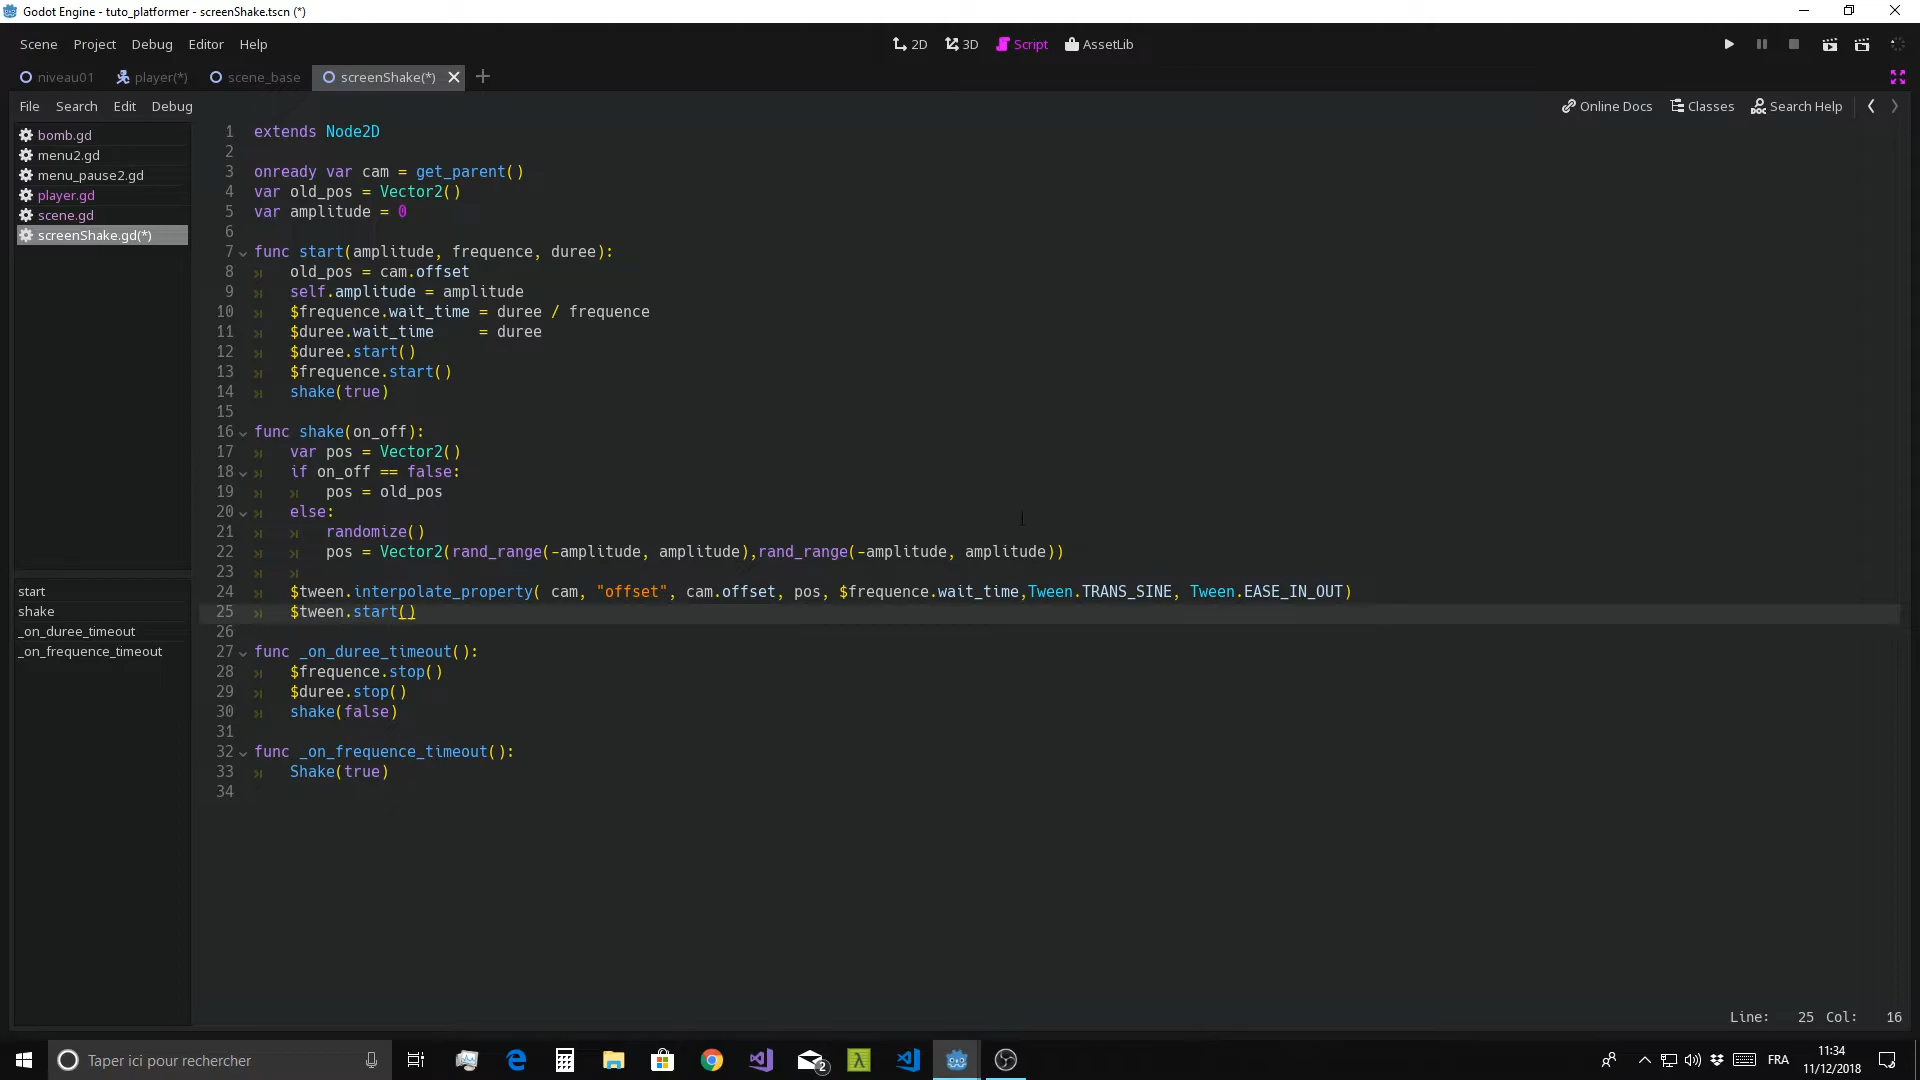 Godot Engine - tuto_platformer - screenShake.tscn (*)
Scene Project Debug Editor Help
2D 3D Script AssetLib
niveau01 player(*) scene_base screenShake(*)
File Search Edit Debug
Online Docs Classes Search Help
bomb.gd
menu2.gd
menu_pause2.gd
player.gd
scene.gd
screenShake.gd(*)
start
shake
_on_duree_timeout
_on_frequence_timeout
1 extends Node2D
2
3 onready var cam = get_parent()
4 var old_pos = Vector2()
5 var amplitude = 0
6
7 func start(amplitude, frequence, duree):
8 old_pos = cam.offset
9 self.amplitude = amplitude
10 $frequence.wait_time = duree / frequence
11 $duree.wait_time     = duree
12 $duree.start()
13 $frequence.start()
14 shake(true)
15
16 func shake(on_off):
17 var pos = Vector2()
18 if on_off == false:
19 pos = old_pos
20 else:
21 randomize()
22 pos = Vector2(rand_range(-amplitude, amplitude),rand_range(-amplitude, amplitude))
23
24 $tween.interpolate_property( cam, "offset", cam.offset, pos, $frequence.wait_time,Tween.TRANS_SINE, Tween.EASE_IN_OUT)
25 $tween.start()
26
27 func _on_duree_timeout():
28 $frequence.stop()
29 $duree.stop()
30 shake(false)
31
32 func _on_frequence_timeout():
33 Shake(true)
34
Line: 25 Col: 16
Taper ici pour rechercher
2
FRA
11:34
11/12/2018